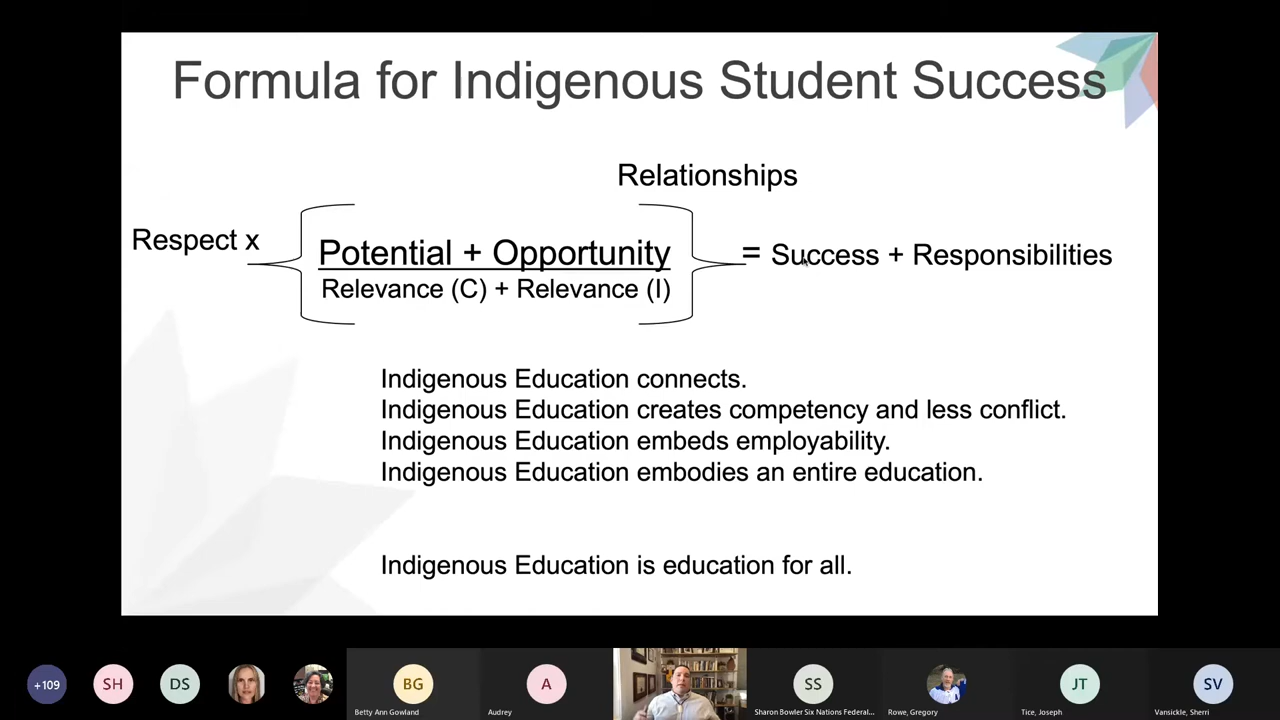 Formula for Indigenous Student Success
Relationships
Respect x
Potential + Opportunity
Relevance (C) + Relevance (I)
= Success + Responsibilities
Indigenous Education connects.
Indigenous Education creates competency and less conflict.
Indigenous Education embeds employability.
Indigenous Education embodies an entire education.
Indigenous Education is education for all.
+109
SH
DS
BG
A
SS
JT
SV
Betty Ann Gowland
Audrey
Sharon Bowler Six Nations Federal...
Rowe, Gregory
Tice, Joseph
Vansickle, Sherri